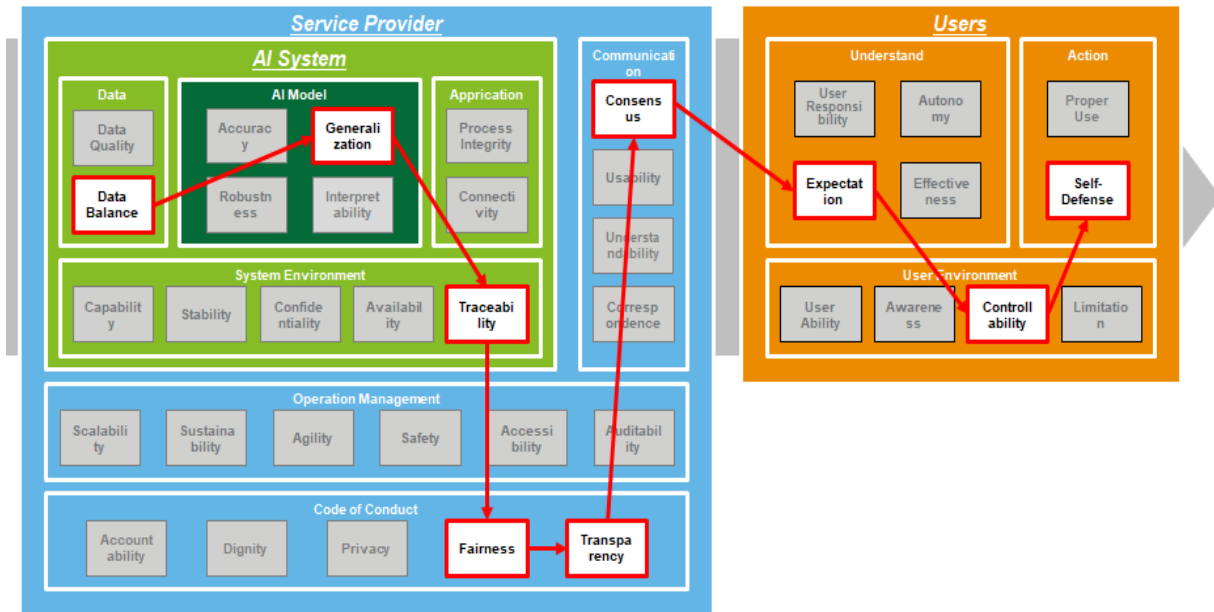 Service Provider
AI System
Data
Data
Quality
Data
Balance
AI Model
Accurac
y
Generali
zation
Robustn
ess
Interpret
ability
Apprication
Process
Integrity
Connecti
vity
System Environment
Capabilit
y
Stability
Confide
ntiality
Availabil
ity
Traceabi
lity
Communicati
on
Consens
us
Usability
Understa
ndability
Corresp
ondence
Operation Management
Scalabili
ty
Sustaina
bility
Agility
Safety
Accessi
bility
Auditabil
ity
Code of Conduct
Account
ability
Dignity
Privacy
Fairness
Transpa
rency
Users
Understand
User
Responsi
bility
Autono
my
Expectat
ion
Effective
ness
Action
Proper
Use
Self-
Defense
User Environment
User
Ability
Awarene
ss
Controll
ability
Limitatio
n